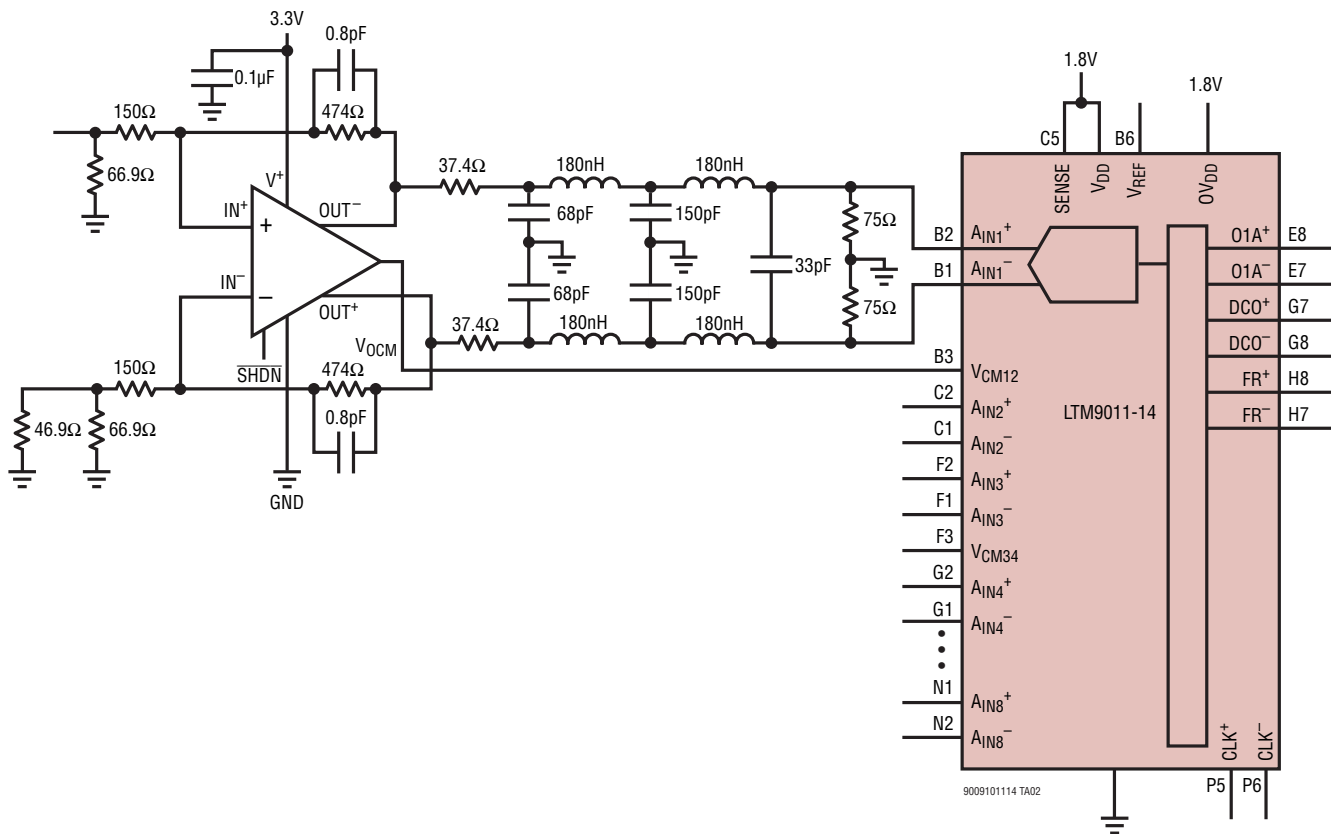 3.3V
0.8pF
0.1µF
150Ω
474Ω
66.9Ω
V+
IN+
+
OUT−
IN−
−
OUT+
VOCM
SHDN
150Ω
474Ω
0.8pF
46.9Ω
66.9Ω
GND
37.4Ω
180nH
180nH
68pF
150pF
75Ω
33pF
68pF
150pF
75Ω
37.4Ω
180nH
180nH
1.8V
1.8V
C5
B6
SENSE
VDD
VREF
OVDD
B2
AIN1+
B1
AIN1−
B3
VCM12
C2
AIN2+
C1
AIN2−
F2
AIN3+
F1
AIN3−
F3
VCM34
G2
AIN4+
G1
AIN4−
N1
AIN8+
N2
AIN8−
LTM9011-14
O1A+
E8
O1A−
E7
DCO+
G7
DCO−
G8
FR+
H8
FR−
H7
CLK+
CLK−
P5
P6
9009101114 TA02